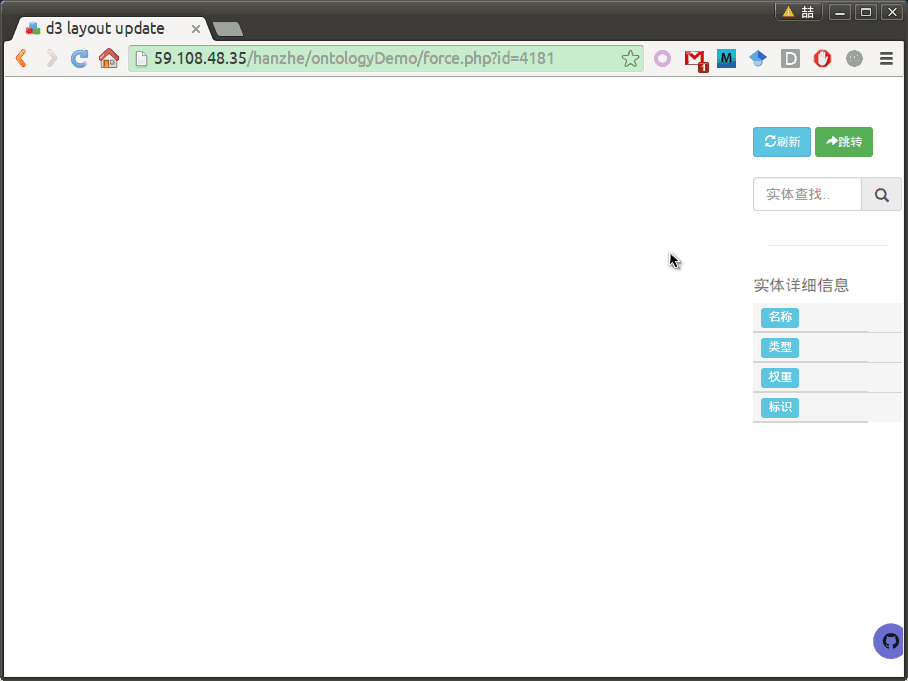 喆
d3 layout update
59.108.48.35/hanzhe/ontologyDemo/force.php?id=4181
1
M
D
刷新 跳转
实体查找..
实体详细信息
名称
类型
权重
标识